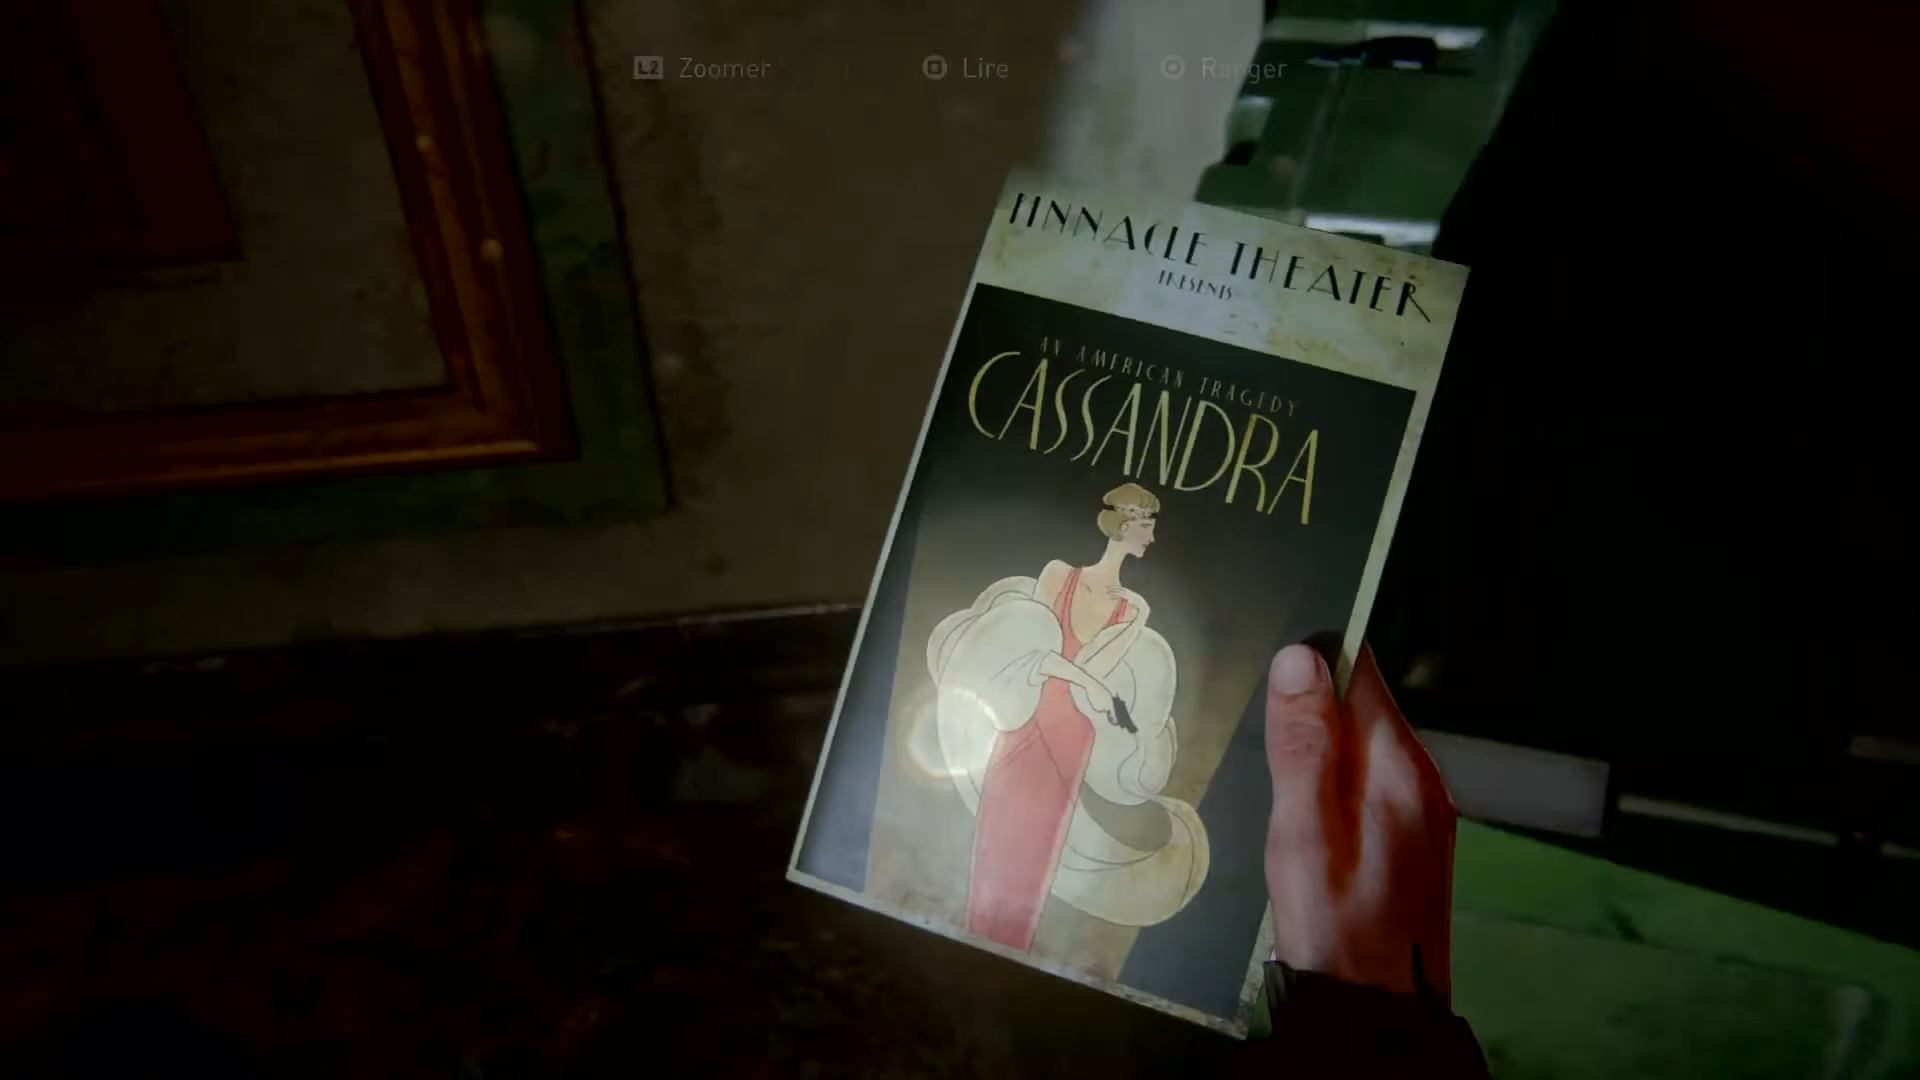 L2 Zoomer
Lire
Ranger
PINNACLE THEATER
PRESENTS
AN AMERICAN TRAGEDY
CASSANDRA